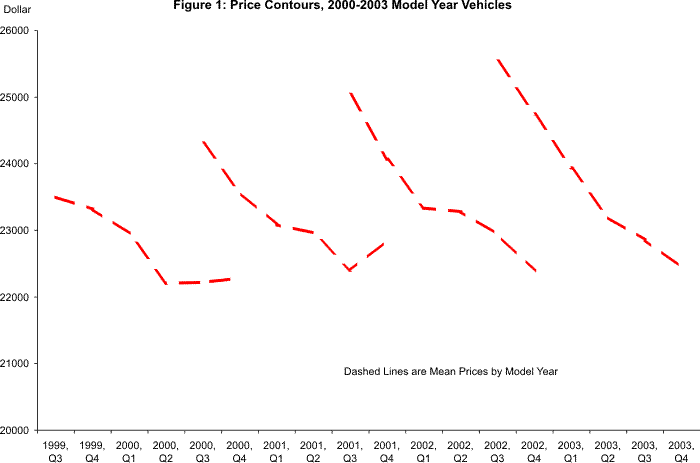 Figure 1: Price Contours, 2000-2003 Model Year Vehicles
Dollar
26000
25000
24000
23000
22000
21000
20000
Dashed Lines are Mean Prices by Model Year
1999, 1999, 2000, 2000, 2000, 2000, 2001, 2001, 2001, 2001, 2002, 2002, 2002, 2002, 2003, 2003, 2003, 2003,
Q3 Q4 Q1 Q2 Q3 Q4 Q1 Q2 Q3 Q4 Q1 Q2 Q3 Q4 Q1 Q2 Q3 Q4